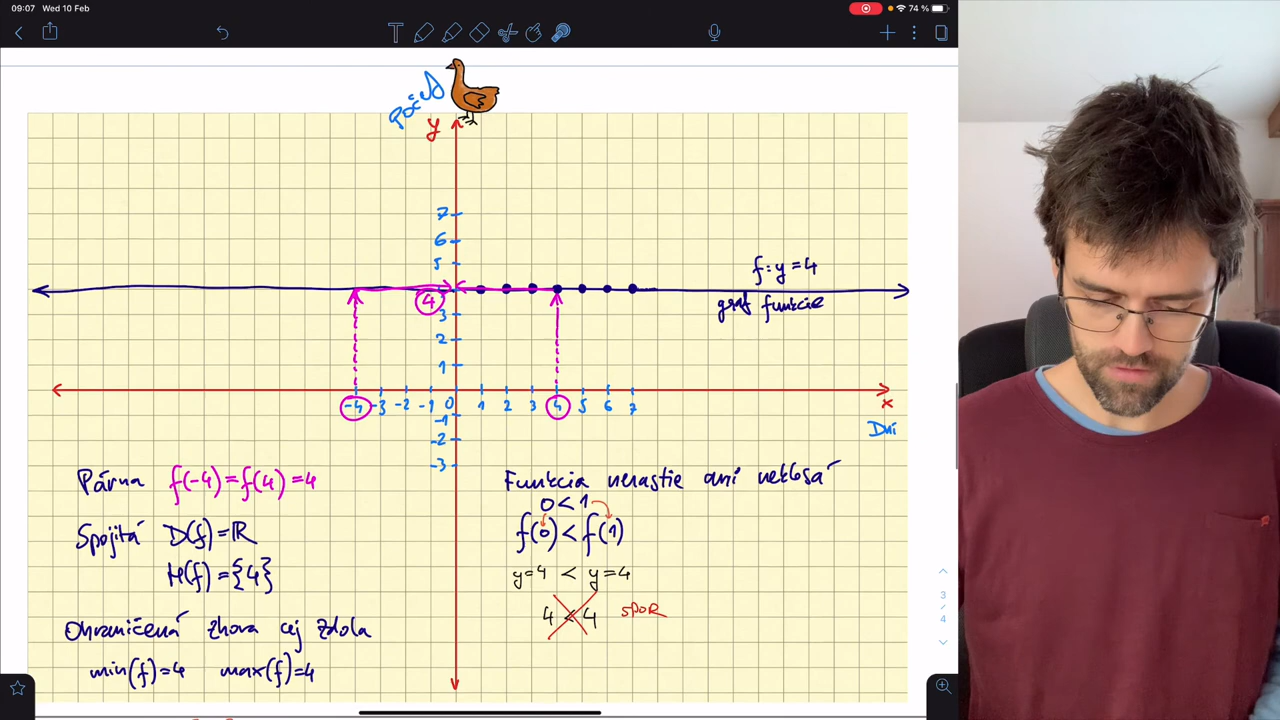 09:07 Wed 10 Feb
74 %
Počet
y
7
6
5
4
3
2
1
f: y = 4
graf funkcie
-4 -3 -2 -1 0 1 2 3 4 5 6 7
x
Dni
-1
-2
-3
Párna f(-4) = f(4) = 4
Spojitá D(f) = ℝ
H(f) = {4}
Ohraničená zhora aj zdola
min(f) = 4 max(f) = 4
Funkcia nerastie ani neklesá
0 < 1
f(0) < f(1)
y = 4 < y = 4
4 < 4 SPOR
3
/
4